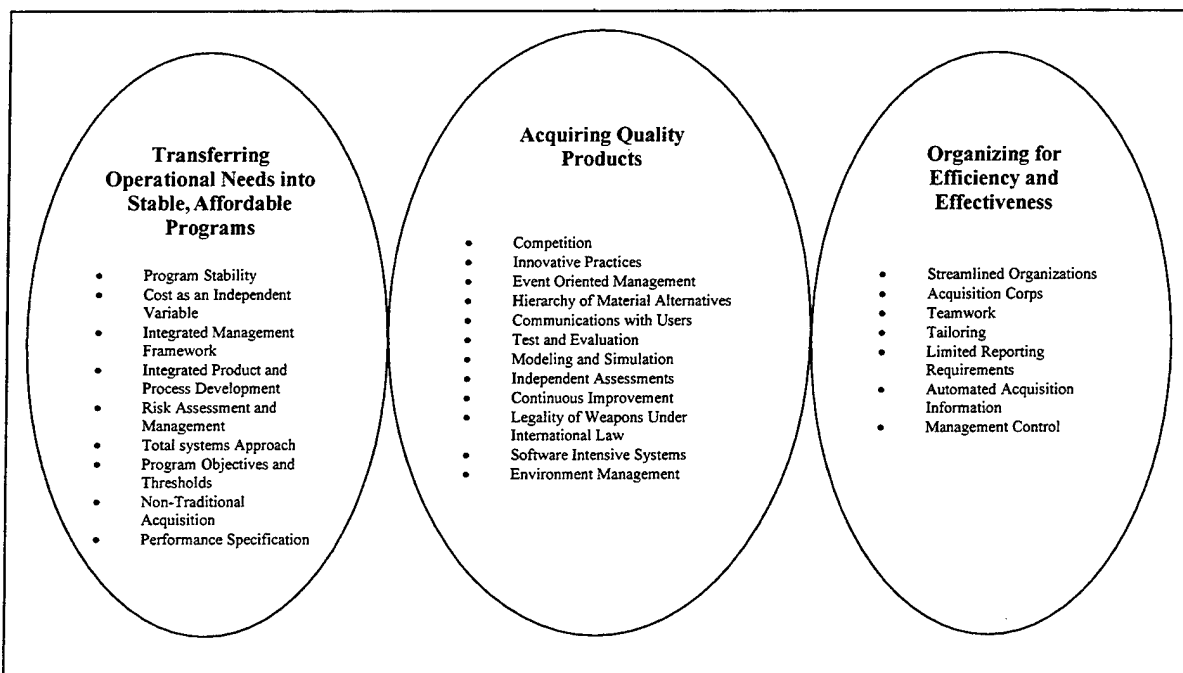 Transferring
Operational Needs into
Stable, Affordable
Programs
• Program Stability
• Cost as an Independent
Variable
• Integrated Management
Framework
• Integrated Product and
Process Development
• Risk Assessment and
Management
• Total systems Approach
• Program Objectives and
Thresholds
• Non-Traditional
Acquisition
• Performance Specification
Acquiring Quality
Products
• Competition
• Innovative Practices
• Event Oriented Management
• Hierarchy of Material Alternatives
• Communications with Users
• Test and Evaluation
• Modeling and Simulation
• Independent Assessments
• Continuous Improvement
• Legality of Weapons Under
International Law
• Software Intensive Systems
• Environment Management
Organizing for
Efficiency and
Effectiveness
• Streamlined Organizations
• Acquisition Corps
• Teamwork
• Tailoring
• Limited Reporting
Requirements
• Automated Acquisition
Information
• Management Control